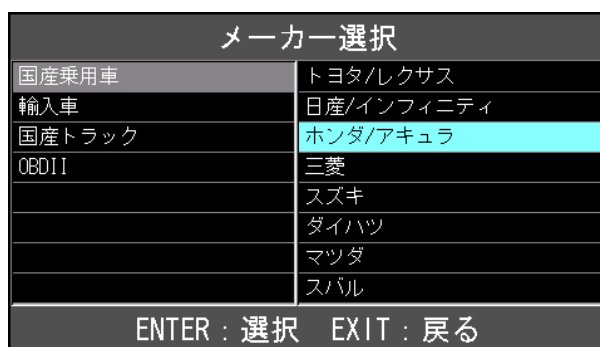 メーカー選択
国産乗用車
輸入車
国産トラック
OBDII
トヨタ/レクサス
日産/インフィニティ
ホンダ/アキュラ
三菱
スズキ
ダイハツ
マツダ
スバル
ENTER：選択　EXIT：戻る